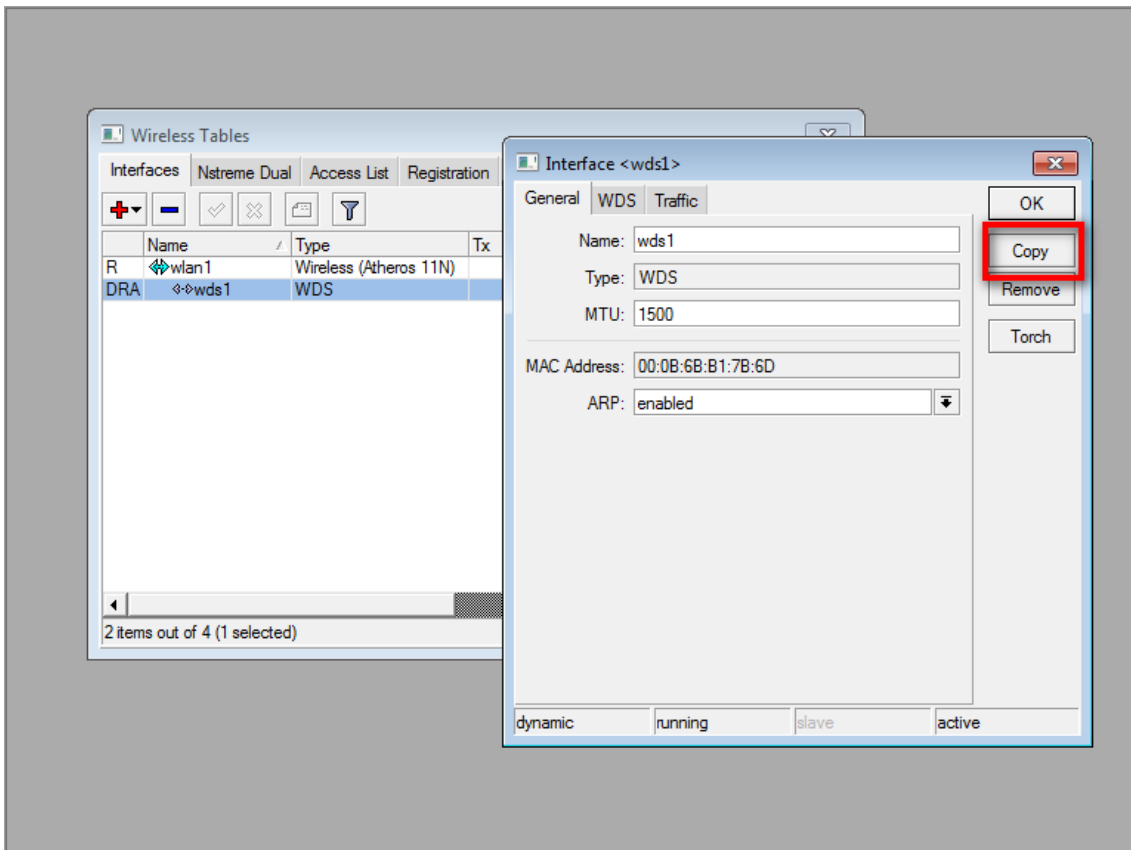 Wireless Tables
Interfaces Nstreme Dual Access List Registration
Name Type Tx
R wlan1 Wireless (Atheros 11N)
DRA wds1 WDS
2 items out of 4 (1 selected)
Interface <wds1>
General WDS Traffic
Name: wds1
Type: WDS
MTU: 1500
MAC Address: 00:0B:6B:B1:7B:6D
ARP: enabled
OK
Copy
Remove
Torch
dynamic running slave active